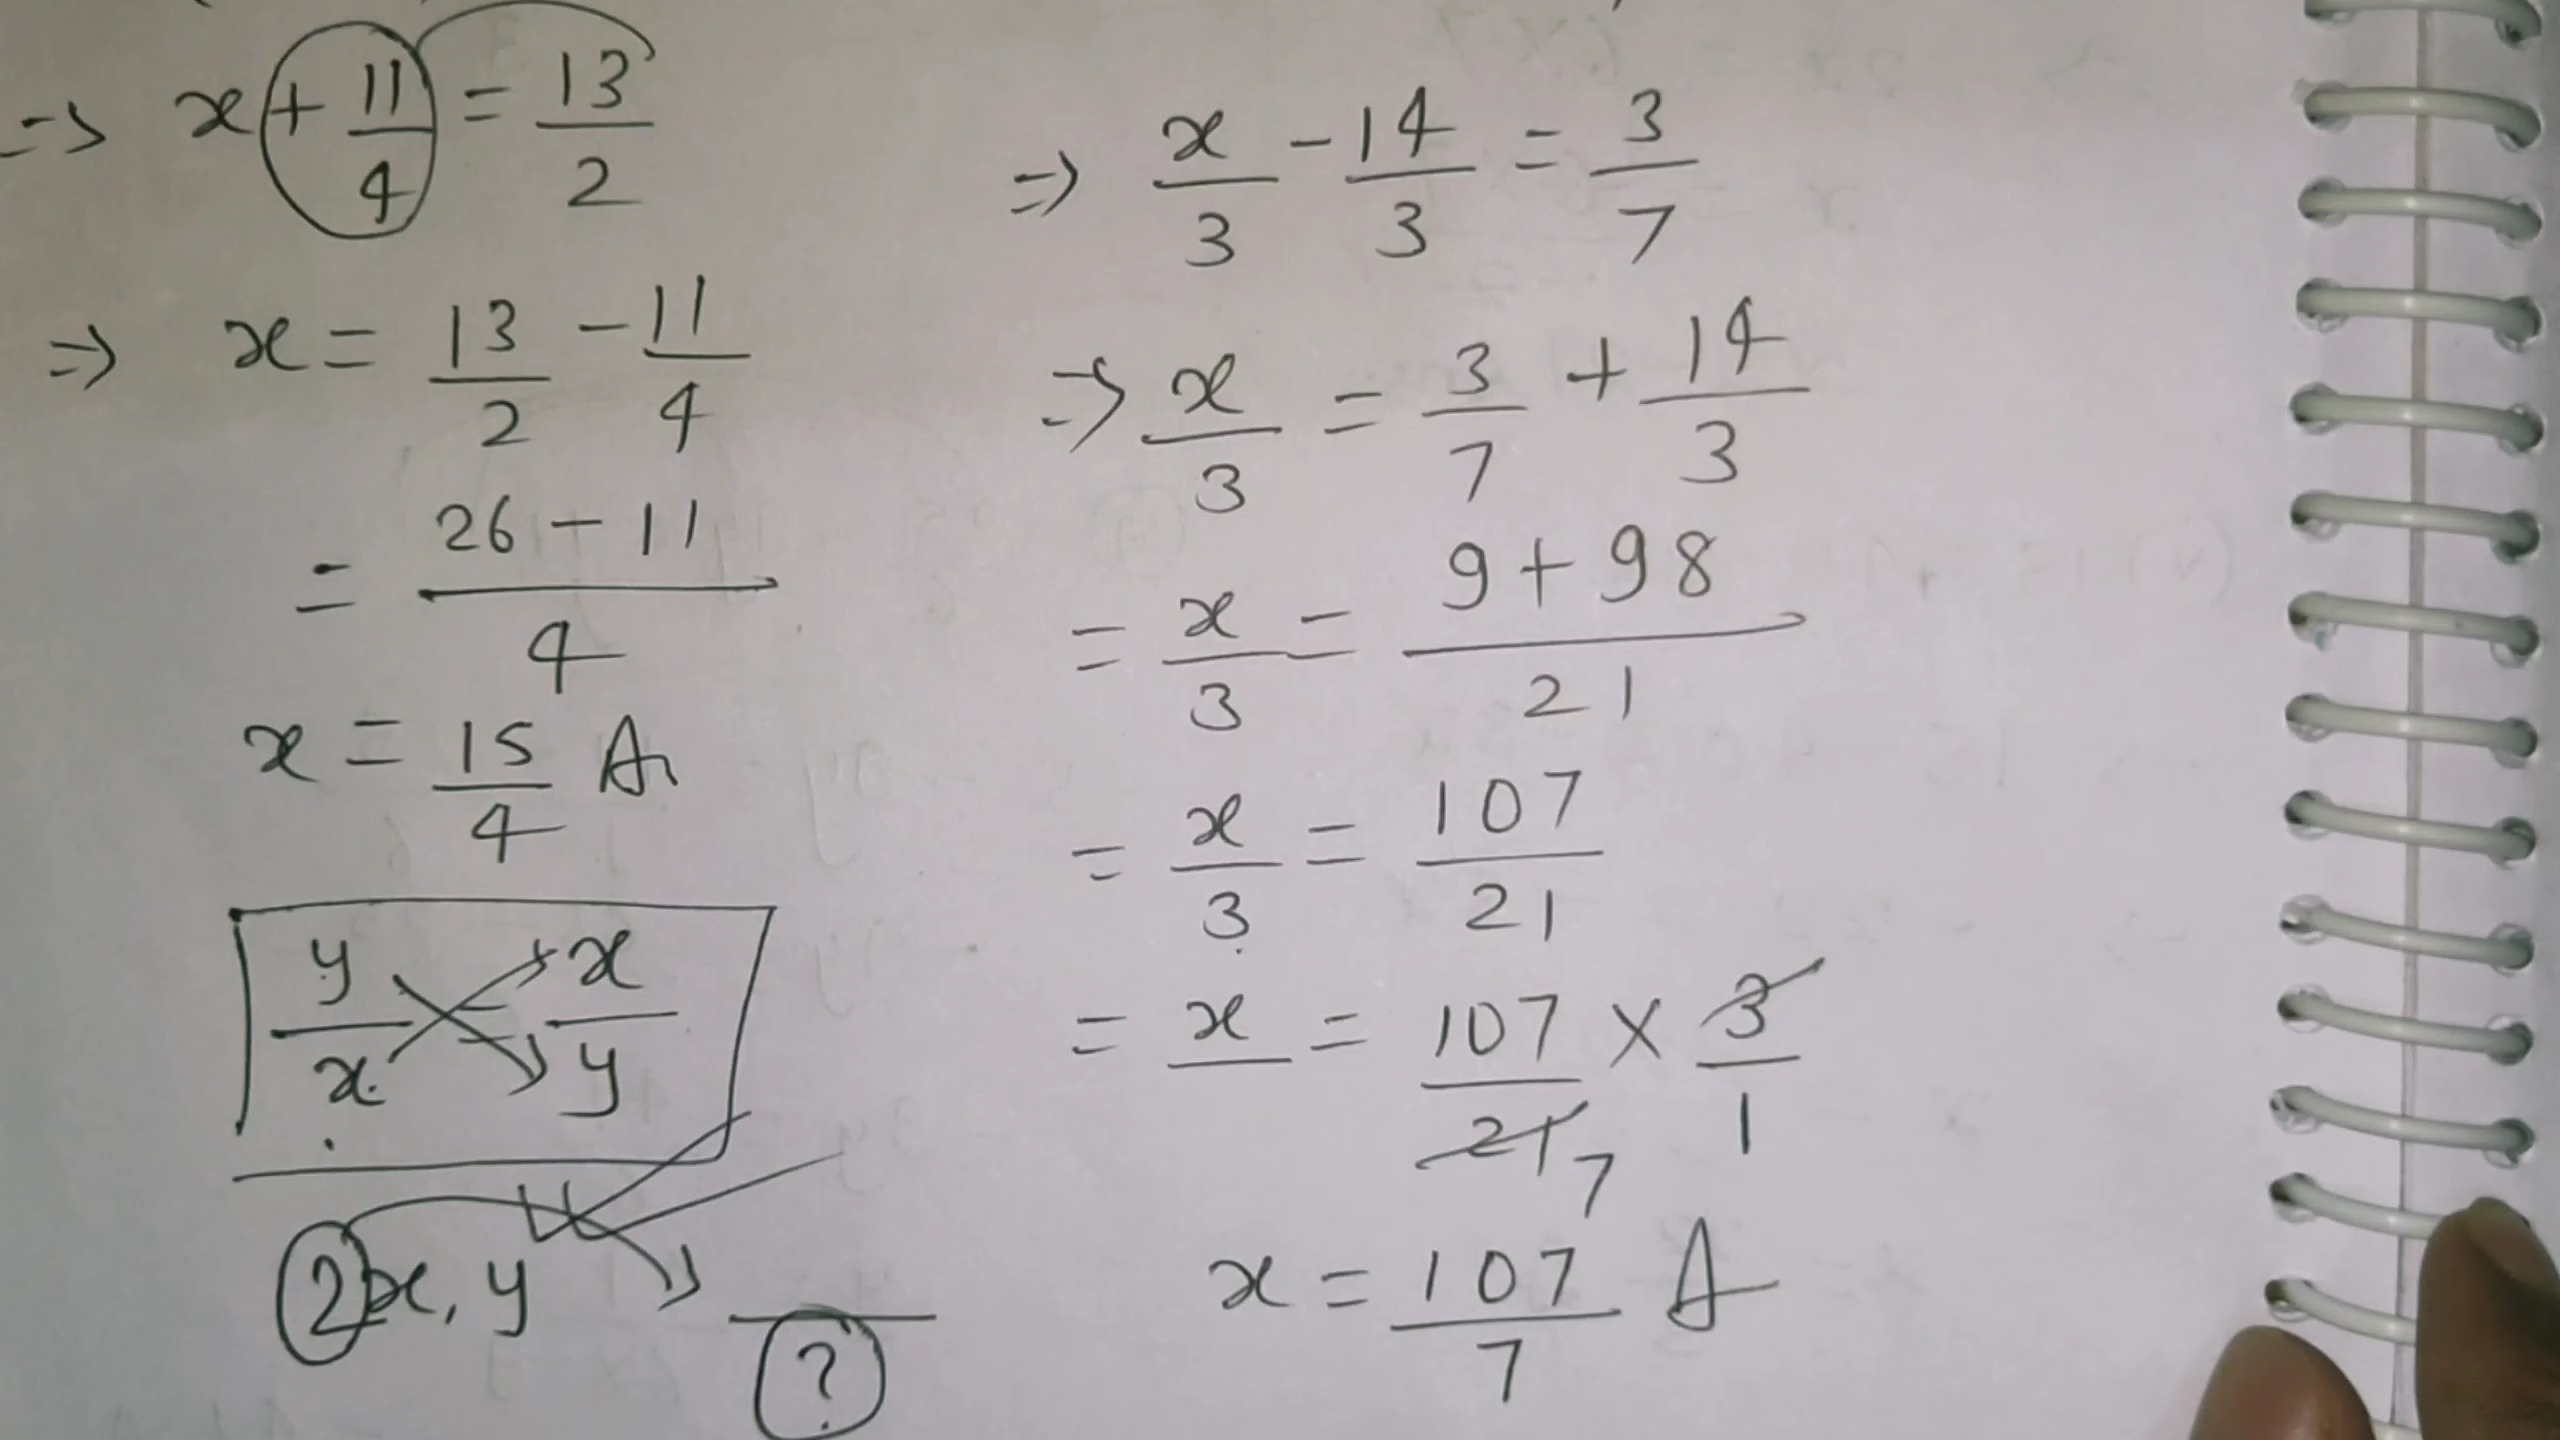 => x + 11/4 = 13/2
=> x = 13/2 - 11/4
= 26 - 11 / 4
x = 15/4 A
y/x = x/y
2x, y
?
=> x/3 - 14/3 = 3/7
=> x/3 = 3/7 + 14/3
= x/3 = 9 + 98 / 21
= x/3 = 107/21
= x = 107/21 7 × 3/1
x = 107/7 A